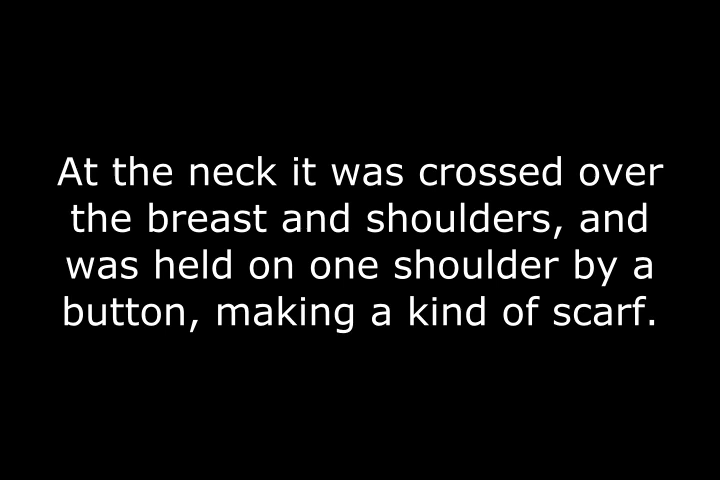 At the neck it was crossed over
the breast and shoulders, and
was held on one shoulder by a
button, making a kind of scarf.